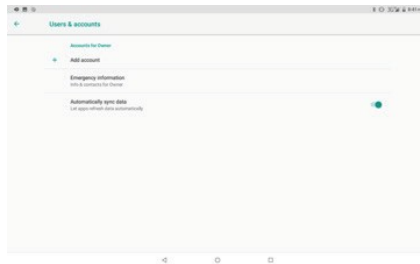 Users & accounts
Accounts for Owner
Add account
Emergency information
Info & contacts for Owner
Automatically sync data
Let apps refresh data automatically